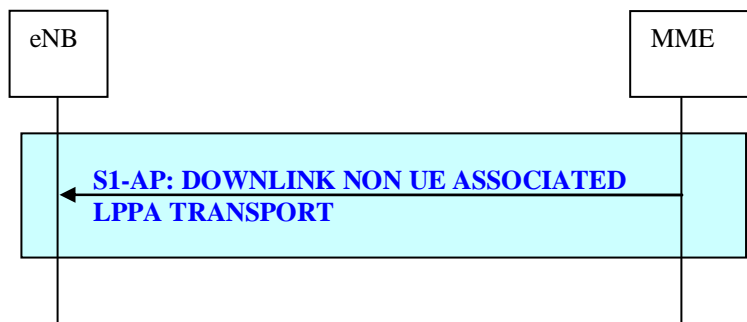 eNB
MME
S1-AP: DOWNLINK NON UE ASSOCIATED
LPPA TRANSPORT